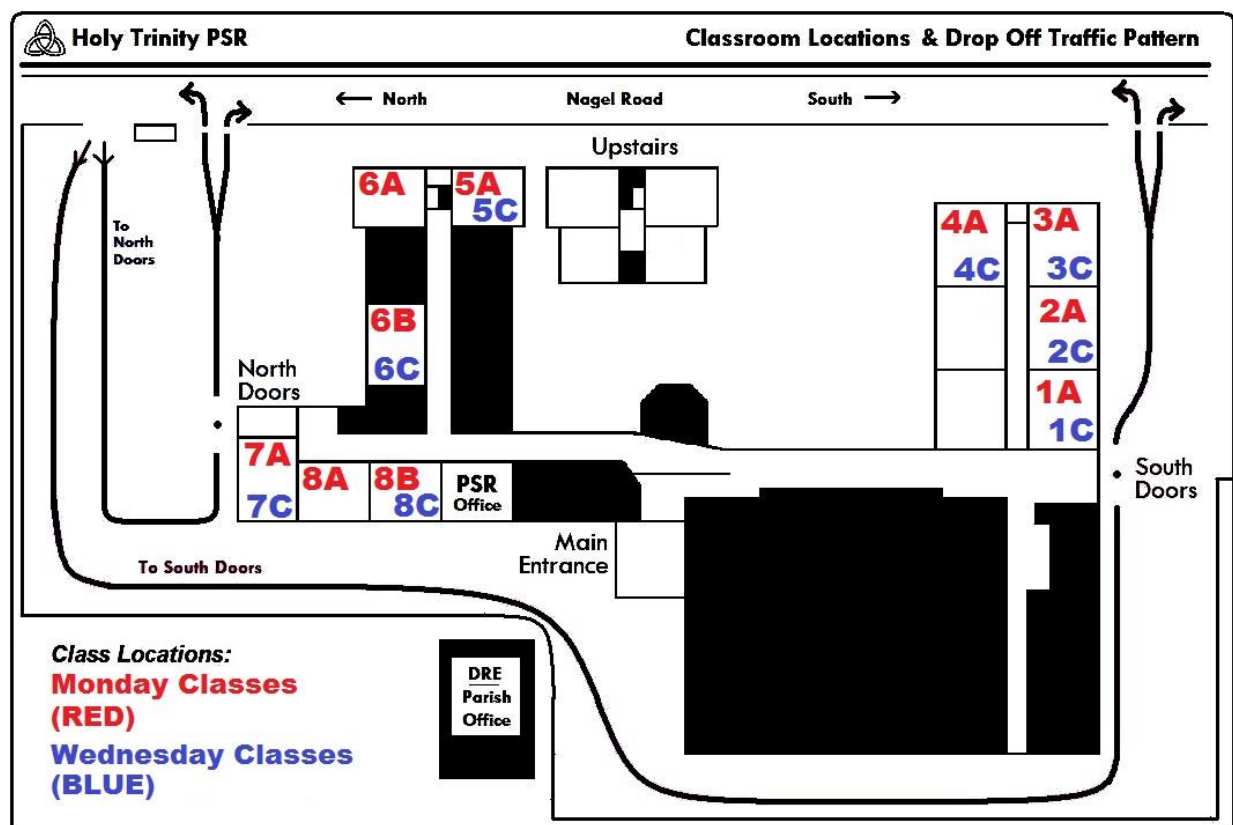 Holy Trinity PSR
Classroom Locations & Drop Off Traffic Pattern
← North
Nagel Road
South →
Upstairs
To
North
Doors
6A
5A
5C
4A
4C
3A
3C
6B
6C
2A
2C
1A
1C
North
Doors
7A
7C
8A
8B
8C
PSR
Office
South
Doors
Main
Entrance
To South Doors
Class Locations:
Monday Classes
(RED)
Wednesday Classes
(BLUE)
DRE
Parish
Office